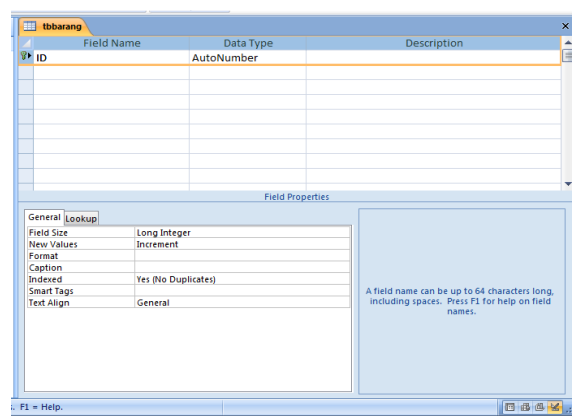 tbbarang
Field Name Data Type Description
ID AutoNumber
Field Properties
General Lookup
Field Size Long Integer
New Values Increment
Format
Caption
Indexed Yes (No Duplicates)
Smart Tags
Text Align General
A field name can be up to 64 characters long,
including spaces. Press F1 for help on field
names.
F1 = Help.